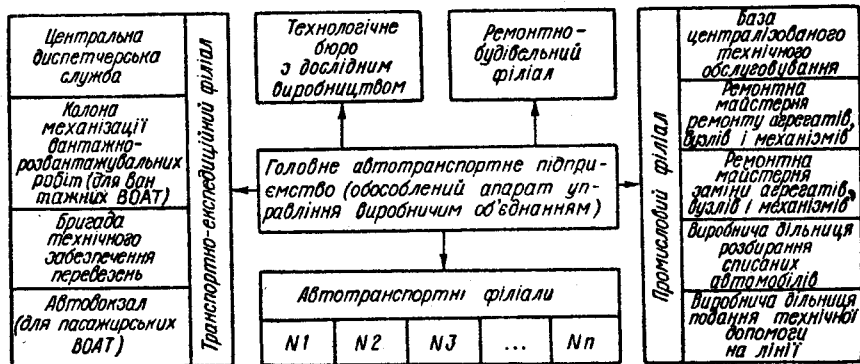 Центральна
диспетчерська
служба
Колона
механізації
вантажно-
розвантажувальних
робіт (для ван
тажних ВОАТ)
Бригада
технічного
забезпечення
перевезень
Автовокзал
(для пасажирських
ВОАТ)
Транспортно-експедиційний філіал
Технологічне
бюро
з дослідним
виробництвом
Ремонтно-
будівельний
філіал
Головне автотранспортне підпри-
ємство (обособлений апарат уп-
равління виробничим об'єднанням)
Автотранспортні філіали
N1 N2 N3 ... Nn
Промисловий філіал
База
централізованого
технічного
обслуговування
Ремонтна
майстерня
ремонту агрегатів,
вузлів і механізмів
Ремонтна
майстерня
заміни агрегатів,
вузлів і механізмів
Виробнича дільниця
розбирання
списаних
автомобілів
Виробнича дільниця
подання технічної
допомоги
на лінії